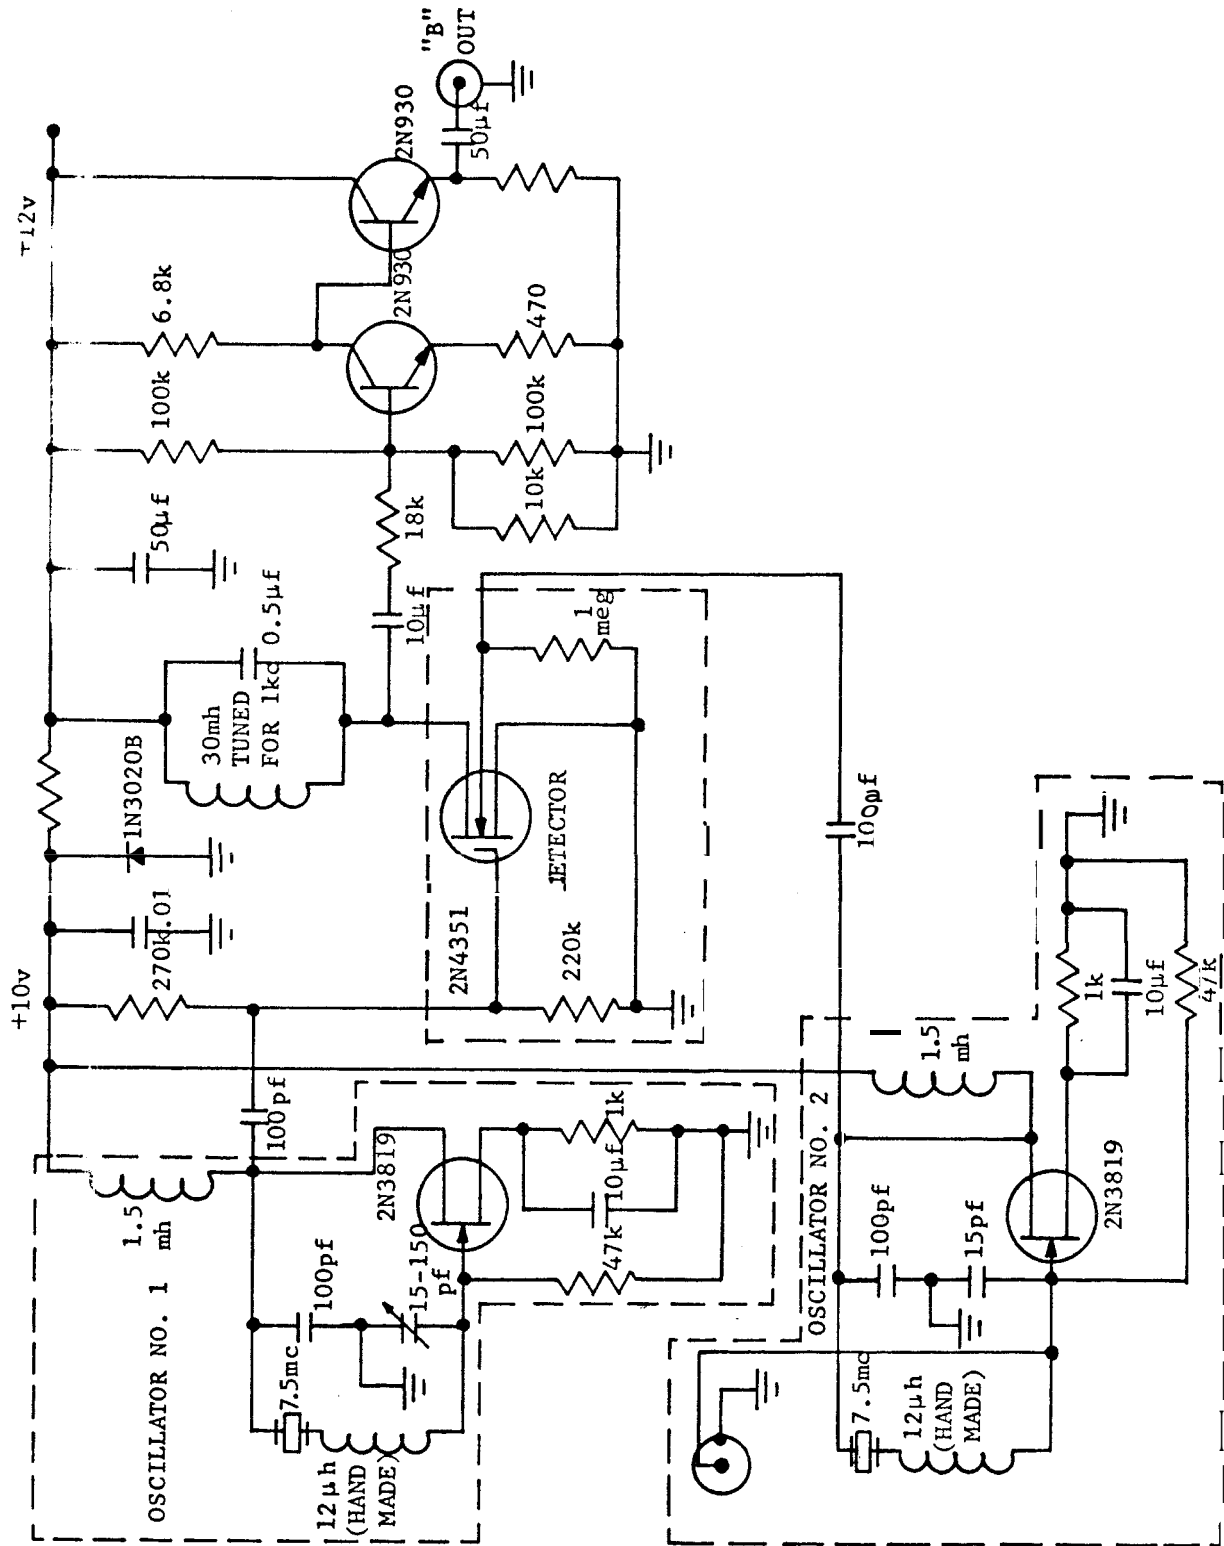 "B"
OUT
2N930
50µf
+12v
6.8k
2N930
470
100k
100k
10k
50µf
18k
10µf
0.5µf
30mh
TUNED
FOR 1kc
1
meg
1N3020B
.01
270k
+10v
2N4351
DETECTOR
220k
100pf
1.5
mh
OSCILLATOR NO. 1
100pf
2N3819
1k
10µf
47k
15-150
pf
7.5mc
12µh
(HAND
MADE)
100µf
1.5
mh
OSCILLATOR NO. 2
1k
10µf
47k
2N3819
100pf
15pf
7.5mc
12µh
(HAND
MADE)